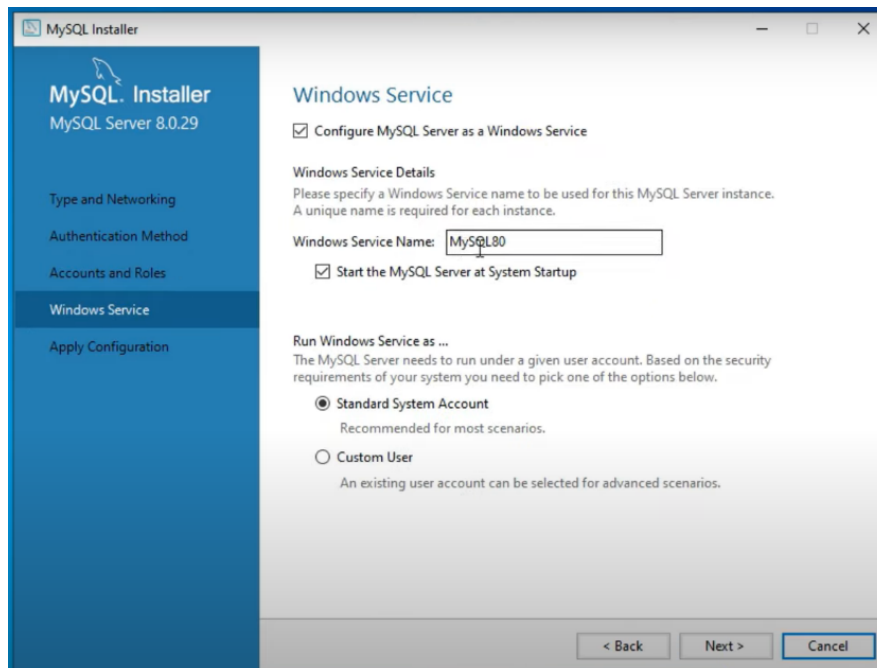 MySQL Installer
MySQL. Installer
MySQL Server 8.0.29
Type and Networking
Authentication Method
Accounts and Roles
Windows Service
Apply Configuration
Windows Service
Configure MySQL Server as a Windows Service
Windows Service Details
Please specify a Windows Service name to be used for this MySQL Server instance.
A unique name is required for each instance.
Windows Service Name: MySQL80
Start the MySQL Server at System Startup
Run Windows Service as ...
The MySQL Server needs to run under a given user account. Based on the security
requirements of your system you need to pick one of the options below.
Standard System Account
Recommended for most scenarios.
Custom User
An existing user account can be selected for advanced scenarios.
< Back Next > Cancel